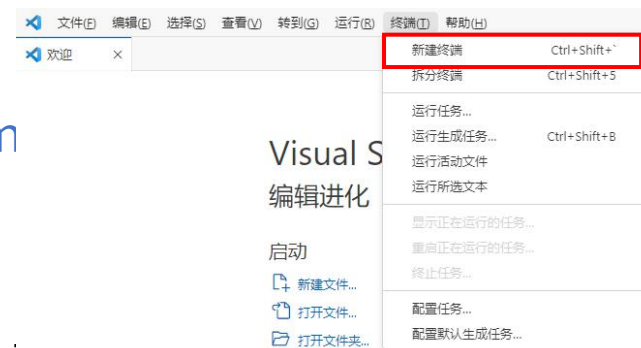 文件(F) 编辑(E) 选择(S) 查看(V) 转到(G) 运行(R) 终端(T) 帮助(H)
欢迎 ×
新建终端 Ctrl+Shift+`
拆分终端 Ctrl+Shift+5
运行任务...
运行生成任务... Ctrl+Shift+B
运行活动文件
运行所选文本
显示正在运行的任务...
重启正在运行的任务...
终止任务...
配置任务...
配置默认生成任务...
Visual S
编辑进化
启动
新建文件...
打开文件...
打开文件夹...